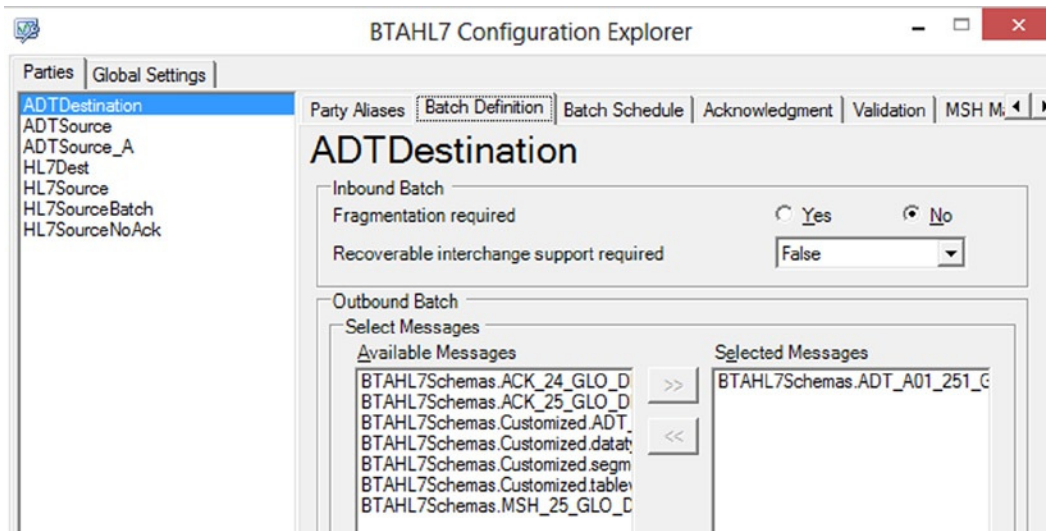 BTAHL7 Configuration Explorer
Parties Global Settings
ADTDestination
ADTSource
ADTSource_A
HL7Dest
HL7Source
HL7SourceBatch
HL7SourceNoAck
Party Aliases Batch Definition Batch Schedule Acknowledgment Validation MSH
ADTDestination
Inbound Batch
Fragmentation required Yes No
Recoverable interchange support required False
Outbound Batch
Select Messages
Available Messages Selected Messages
BTAHL7Schemas.ACK_24_GLO_D
BTAHL7Schemas.ACK_25_GLO_D
BTAHL7Schemas.Customized.ADT_
BTAHL7Schemas.Customized.dataty
BTAHL7Schemas.Customized.segm
BTAHL7Schemas.Customized.tablev
BTAHL7Schemas.MSH_25_GLO_D
>>
<<
BTAHL7Schemas.ADT_A01_251_G